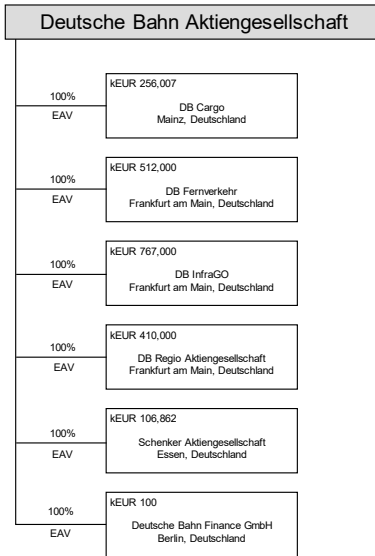 Deutsche Bahn Aktiengesellschaft
kEUR 256,007
100%
DB Cargo
EAV
Mainz, Deutschland
kEUR 512,000
100%
DB Fernverkehr
EAV
Frankfurt am Main, Deutschland
kEUR 767,000
100%
DB InfraGO
EAV
Frankfurt am Main, Deutschland
kEUR 410,000
100%
DB Regio Aktiengesellschaft
EAV
Frankfurt am Main, Deutschland
kEUR 106,862
100%
Schenker Aktiengesellschaft
EAV
Essen, Deutschland
kEUR 100
100%
Deutsche Bahn Finance GmbH
EAV
Berlin, Deutschland